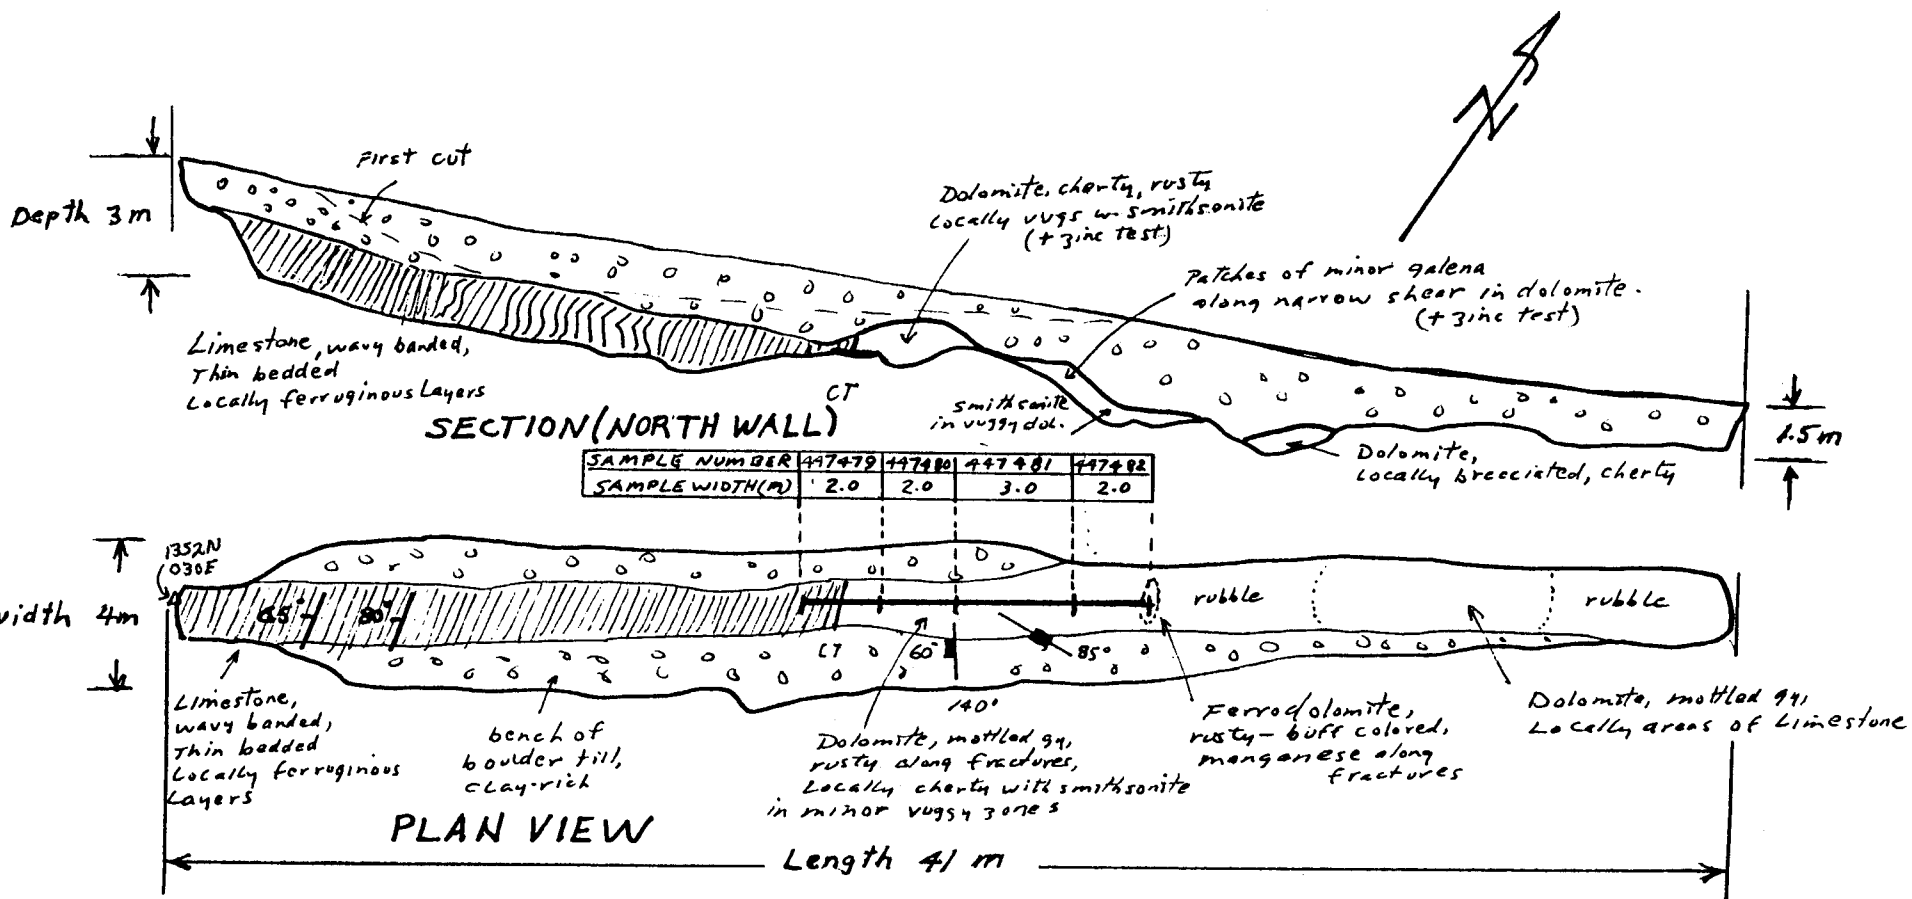 N
First cut
Depth 3m
Dolomite, cherty, rusty
Locally vugs w smithsonite
(+ zinc test)
Patches of minor galena
along narrow shear in dolomite.
(+ zinc test)
Limestone, wavy banded,
Thin bedded
Locally ferruginous Layers
CT
smithsonite
in vuggy dol.
1.5m
Dolomite,
Locally brecciated, cherty
SECTION (NORTH WALL)
SAMPLE NUMBER 447479 447480 447481 447482
SAMPLE WIDTH(m) 2.0 2.0 3.0 2.0
1352N
030E
width 4m
65°
80°
rubble
rubble
CT
60°
85°
140°
Limestone,
wavy banded,
Thin bedded
Locally ferruginous
Layers
bench of
boulder till,
clay-rich
Dolomite, mottled gy,
rusty along fractures,
Locally cherty with smithsonite
in minor vuggy zones
Ferrodolomite,
rusty-buff colored,
manganese along
fractures
Dolomite, mottled gy,
Locally areas of Limestone
PLAN VIEW
Length 41 m